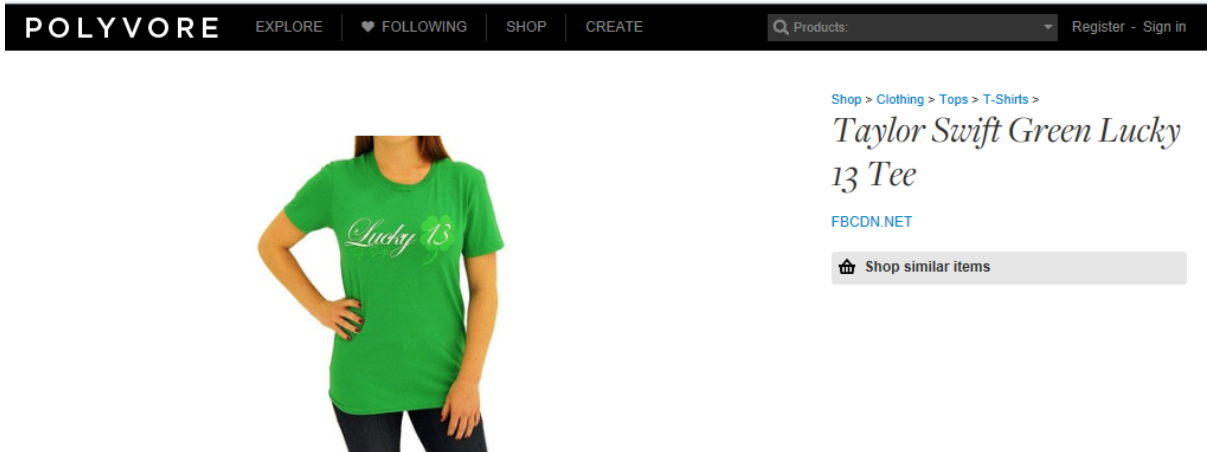 POLYVORE EXPLORE FOLLOWING SHOP CREATE Products: Register - Sign in
Shop > Clothing > Tops > T-Shirts >
Taylor Swift Green Lucky
13 Tee
FBCDN.NET
Shop similar items
Lucky 13